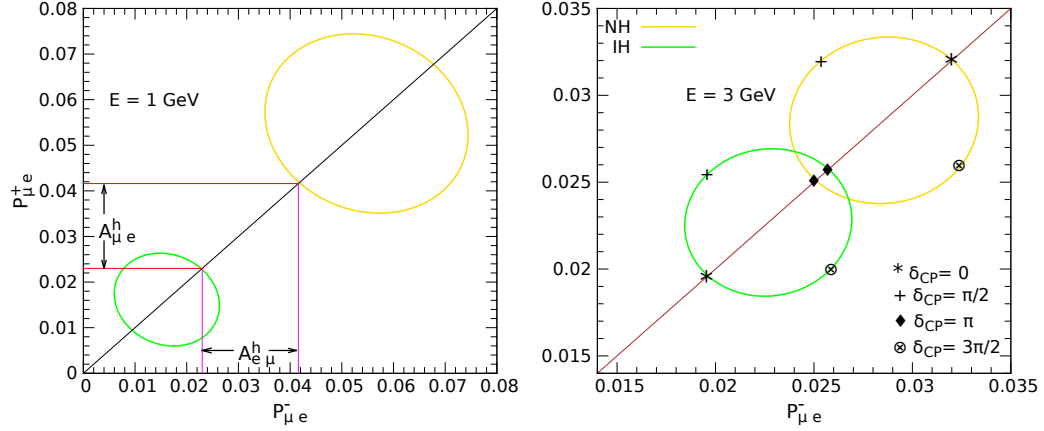 0.08
0.07
0.06
0.05
0.04
0.03
0.02
0.01
0
P⁺μ e
E = 1 GeV
Aʰμ e
Aʰe μ
0 0.01 0.02 0.03 0.04 0.05 0.06 0.07 0.08
P⁻μ e
0.035
0.03
0.025
0.02
0.015
NH
IH
E = 3 GeV
* δCP= 0
+ δCP= π/2
♦ δCP= π
⊗ δCP= 3π/2
0.015 0.02 0.025 0.03 0.035
P⁻μ e